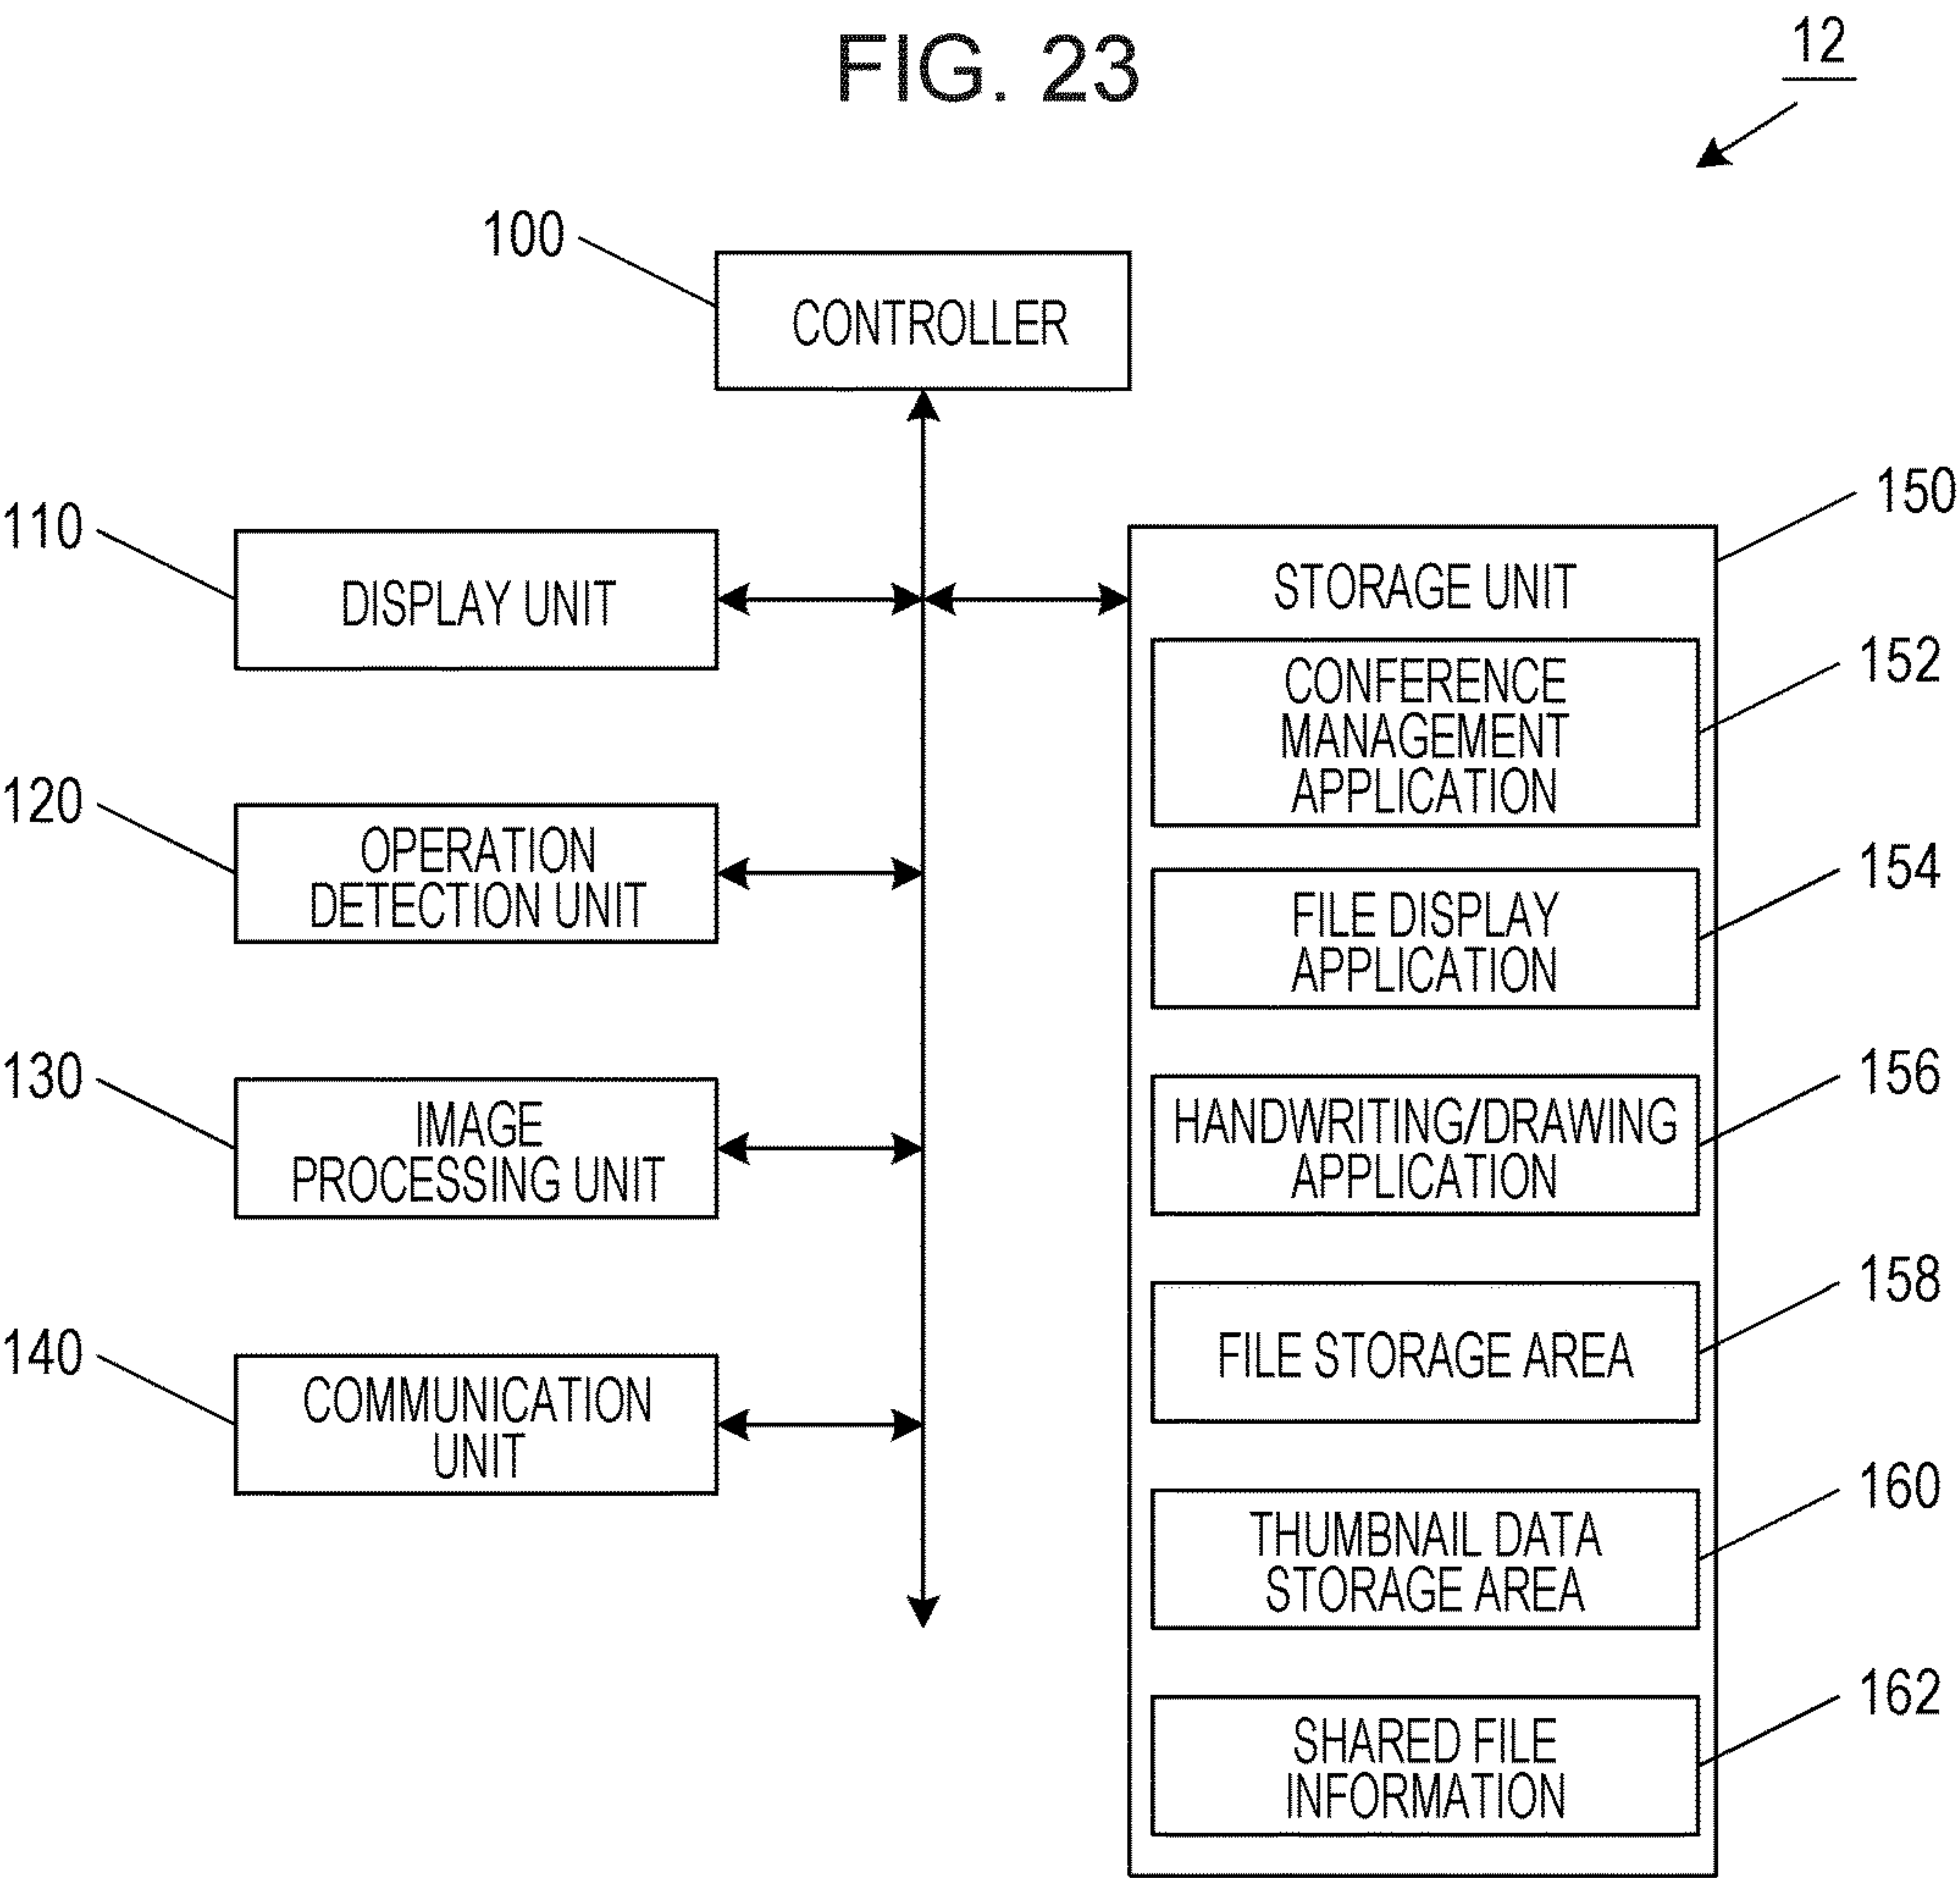 FIG. 23
12
100
CONTROLLER
110
DISPLAY UNIT
120
OPERATION
DETECTION UNIT
130
IMAGE
PROCESSING UNIT
140
COMMUNICATION
UNIT
150
STORAGE UNIT
152
CONFERENCE
MANAGEMENT
APPLICATION
154
FILE DISPLAY
APPLICATION
156
HANDWRITING/DRAWING
APPLICATION
158
FILE STORAGE AREA
160
THUMBNAIL DATA
STORAGE AREA
162
SHARED FILE
INFORMATION